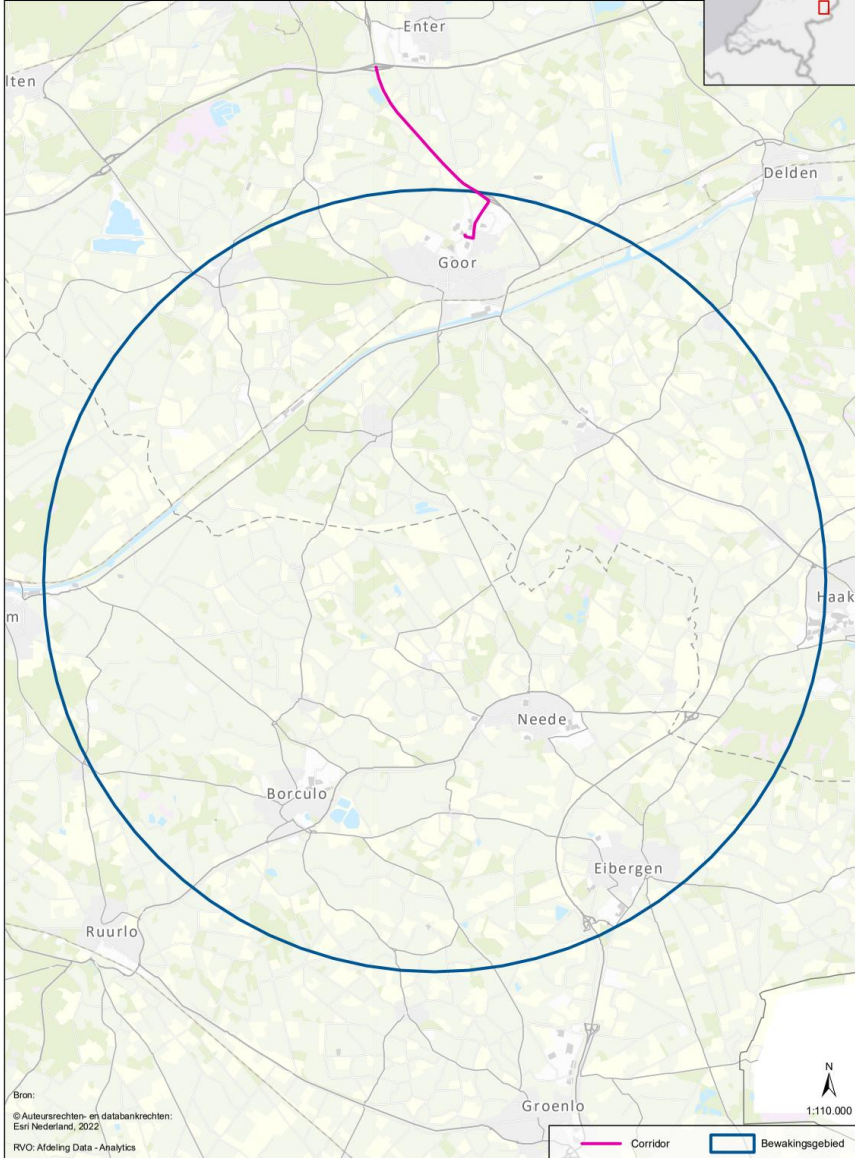 Enter
lten
Delden
Goor
Haak
m
Neede
Borculo
Eibergen
Ruurlo
Groenlo
N
1:110.000
Bron:
© Auteursrechten- en databankrechten:
Esri Nederland, 2022
RVO: Afdeling Data - Analytics
Corridor
Bewakingsgebied